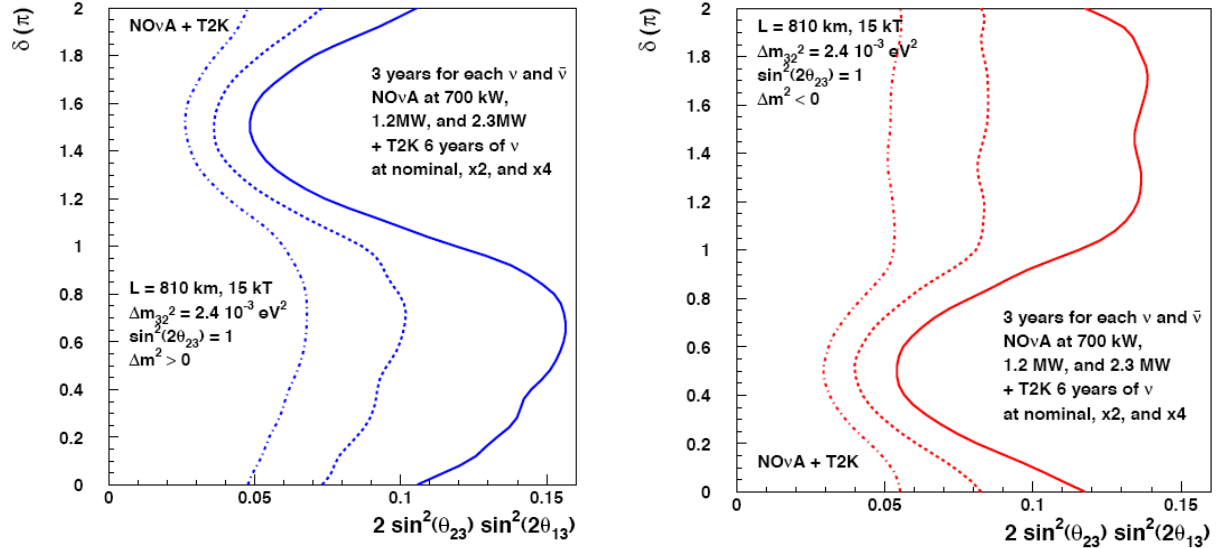 NOνA + T2K
3 years for each ν and ν̄
NOνA at 700 kW,
1.2MW, and 2.3MW
+ T2K 6 years of ν
at nominal, x2, and x4
L = 810 km, 15 kT
Δm₃₂² = 2.4 10⁻³ eV²
sin²(2θ₂₃) = 1
Δm² > 0
δ (π)
2
1.8
1.6
1.4
1.2
1
0.8
0.6
0.4
0.2
0
0 0.05 0.1 0.15
2 sin²(θ₂₃) sin²(2θ₁₃)
L = 810 km, 15 kT
Δm₃₂² = 2.4 10⁻³ eV²
sin²(2θ₂₃) = 1
Δm² < 0
3 years for each ν and ν̄
NOνA at 700 kW,
1.2 MW, and 2.3 MW
+ T2K 6 years of ν
at nominal, x2, and x4
NOνA + T2K
δ (π)
2
1.8
1.6
1.4
1.2
1
0.8
0.6
0.4
0.2
0
0 0.05 0.1 0.15
2 sin²(θ₂₃) sin²(2θ₁₃)